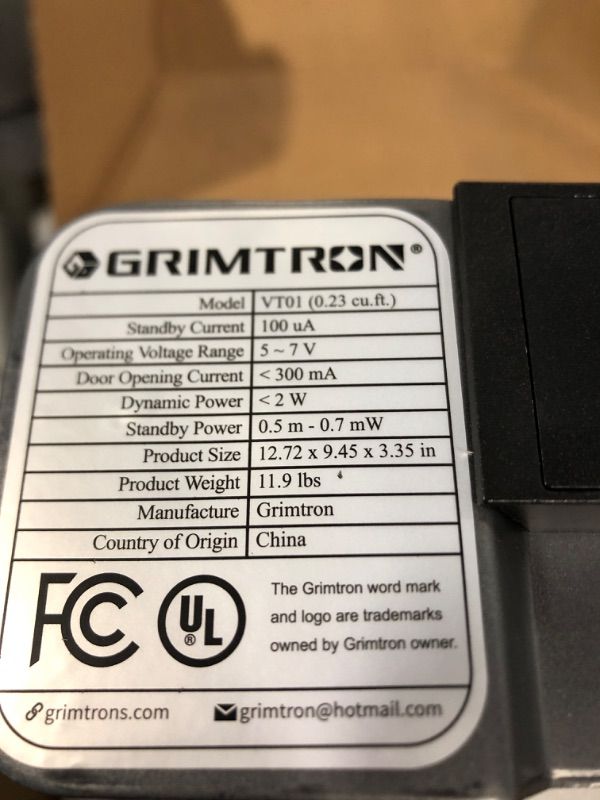 GRIMTRON®
Model VT01 (0.23 cu.ft.)
Standby Current 100 uA
Operating Voltage Range 5 ~ 7 V
Door Opening Current < 300 mA
Dynamic Power < 2 W
Standby Power 0.5 m - 0.7 mW
Product Size 12.72 x 9.45 x 3.35 in
Product Weight 11.9 lbs
Manufacture Grimtron
Country of Origin China
FC UL ®
The Grimtron word mark
and logo are trademarks
owned by Grimtron owner.
grimtrons.com grimtron@hotmail.com